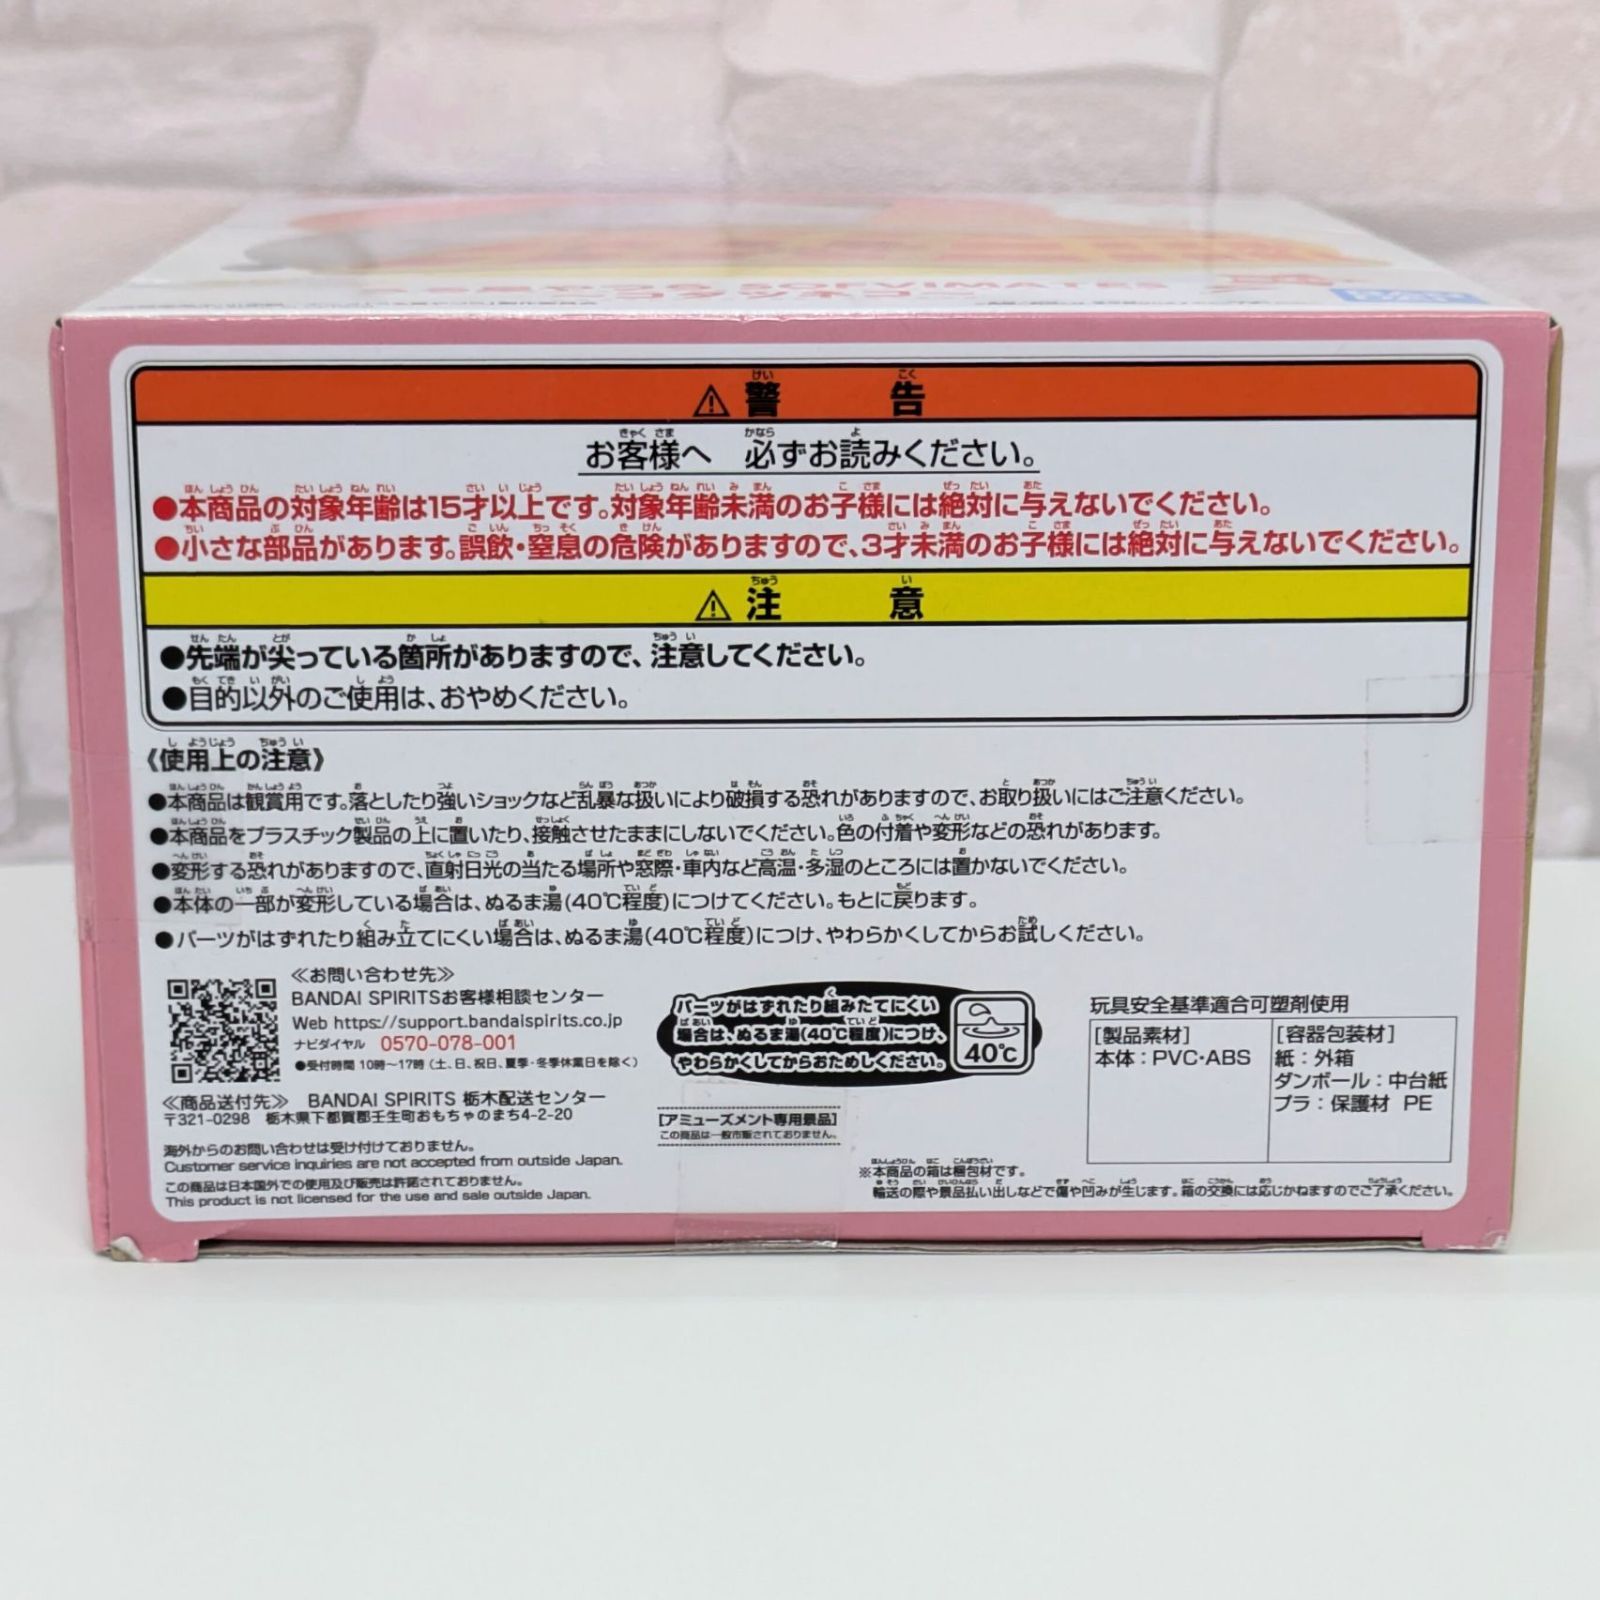 うる星やつら SOFVIMATES
コタツネコ
⚠警告
お客様へ 必ずお読みください。
●本商品の対象年齢は15才以上です。対象年齢未満のお子様には絶対に与えないでください。
●小さな部品があります。誤飲・窒息の危険がありますので、3才未満のお子様には絶対に与えないでください。
⚠注意
●先端が尖っている箇所がありますので、注意してください。
●目的以外のご使用は、おやめください。
《使用上の注意》
●本商品は観賞用です。落としたり強いショックなど乱暴な扱いにより破損する恐れがありますので、お取り扱いにはご注意ください。
●本商品をプラスチック製品の上に置いたり、接触させたままにしないでください。色の付着や変形などの恐れがあります。
●変形する恐れがありますので、直射日光の当たる場所や窓際・車内など高温・多湿のところには置かないでください。
●本体の一部が変形している場合は、ぬるま湯(40℃程度)につけてください。もとに戻ります。
●パーツがはずれたり組み立てにくい場合は、ぬるま湯(40℃程度)につけ、やわらかくしてからお試しください。
≪お問い合わせ先≫
BANDAI SPIRITSお客様相談センター
Web https://support.bandaispirits.co.jp
ナビダイヤル 0570-078-001
●受付時間 10時～17時 (土、日、祝日、夏季・冬季休業日を除く)
≪商品送付先≫ BANDAI SPIRITS 栃木配送センター
〒321-0298 栃木県下都賀郡壬生町おもちゃのまち4-2-20
海外からのお問い合わせは受け付けておりません。
Customer service inquiries are not accepted from outside Japan.
この商品は日本国外での使用及び販売は許諾されておりません。
This product is not licensed for the use and sale outside Japan.
パーツがはずれたり組みたてにくい
場合は、ぬるま湯(40℃程度)につけ、
やわらかくしてからおためしください。
40℃
[アミューズメント専用景品]
この商品は一般市販されておりません。
玩具安全基準適合可塑剤使用
[製品素材]
本体：PVC・ABS
[容器包装材]
紙：外箱
ダンボール：中台紙
プラ：保護材 PE
※本商品の箱は梱包材です。
輸送の際や景品払い出しなどで傷や凹みが生じます。箱の交換には応じかねますのでご了承ください。